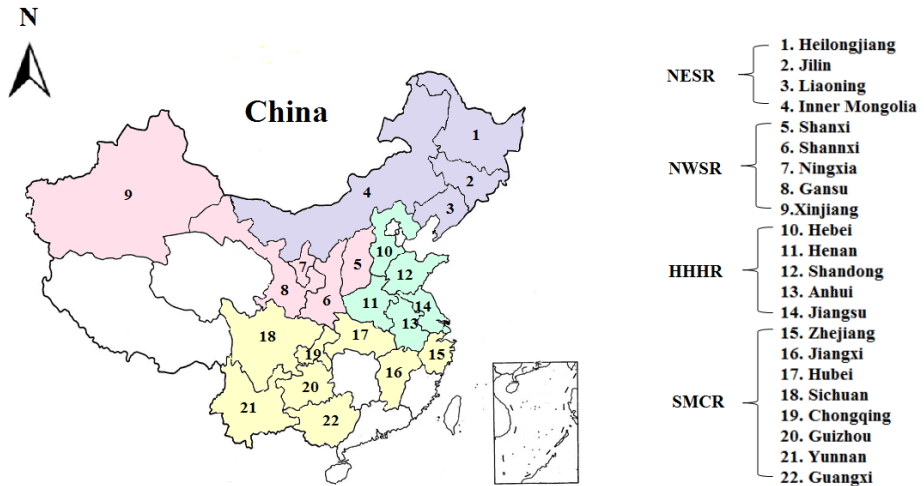 N
China
1
2
3
4
5
6
7
8
9
10
11
12
13
14
15
16
17
18
19
20
21
22
NESR
1. Heilongjiang
2. Jilin
3. Liaoning
4. Inner Mongolia
NWSR
5. Shanxi
6. Shannxi
7. Ningxia
8. Gansu
9.Xinjiang
HHHR
10. Hebei
11. Henan
12. Shandong
13. Anhui
14. Jiangsu
SMCR
15. Zhejiang
16. Jiangxi
17. Hubei
18. Sichuan
19. Chongqing
20. Guizhou
21. Yunnan
22. Guangxi